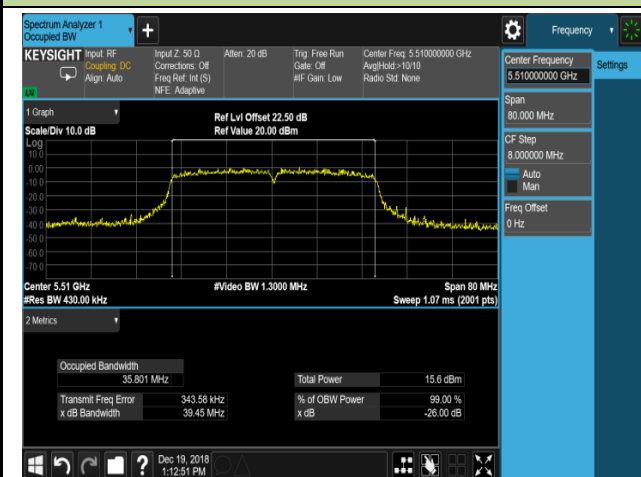 Spectrum Analyzer 1
Occupied BW
Frequency
KEYSIGHT
Input: RF
Coupling: DC
Align: Auto
Input Z: 50 Ω
Corrections: Off
Freq Ref: Int (S)
NFE: Adaptive
Atten: 20 dB
Trig: Free Run
Gate: Off
#IF Gain: Low
Center Freq: 5.510000000 GHz
Avg|Hold:>10/10
Radio Std: None
Center Frequency
5.510000000 GHz
Settings
Span
80.000 MHz
CF Step
8.000000 MHz
Auto
Man
Freq Offset
0 Hz
LVI
1 Graph
Scale/Div 10.0 dB
Ref Lvl Offset 22.50 dB
Ref Value 20.00 dBm
Log
10.0
0.00
-10.0
-20.0
-30.0
-40.0
-50.0
-60.0
-70.0
Center 5.51 GHz
#Video BW 1.3000 MHz
Span 80 MHz
#Res BW 430.00 kHz
Sweep 1.07 ms (2001 pts)
2 Metrics
Occupied Bandwidth
35.801 MHz
Total Power 15.6 dBm
Transmit Freq Error 343.58 kHz
% of OBW Power 99.00 %
x dB Bandwidth 39.45 MHz
x dB -26.00 dB
Dec 19, 2018
1:12:51 PM